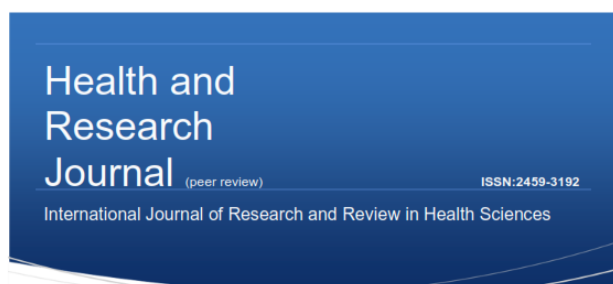 Health and
Research
Journal (peer review) ISSN:2459-3192
International Journal of Research and Review in Health Sciences